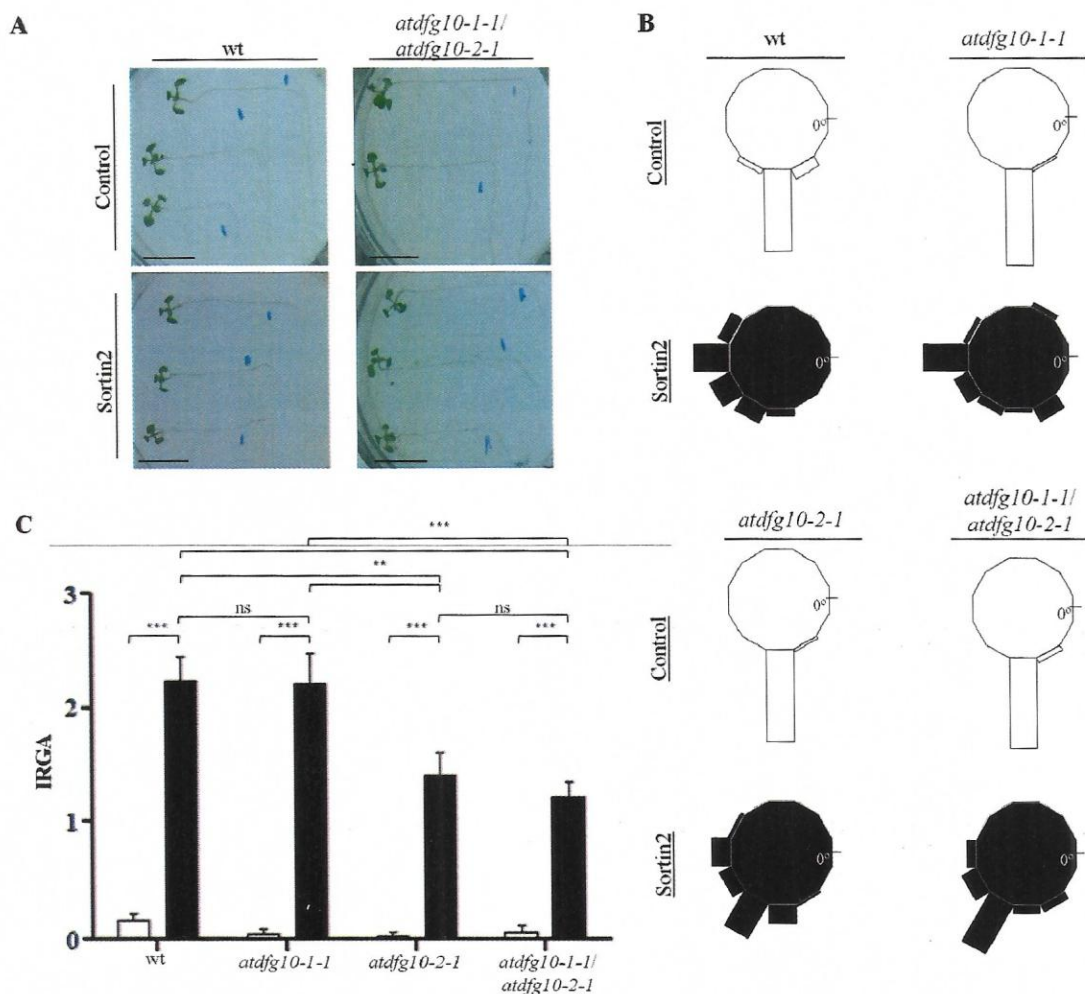 A
wt
atdfg10-1-1/
atdfg10-2-1
Control
Sortin2
B
wt
atdfg10-1-1
Control
0°
0°
Sortin2
0°
0°
atdfg10-2-1
atdfg10-1-1/
atdfg10-2-1
Control
0°
0°
Sortin2
0°
0°
C
***
**
ns
ns
***
***
***
***
IRGA
3
2
1
0
wt
atdfg10-1-1
atdfg10-2-1
atdfg10-1-1/
atdfg10-2-1